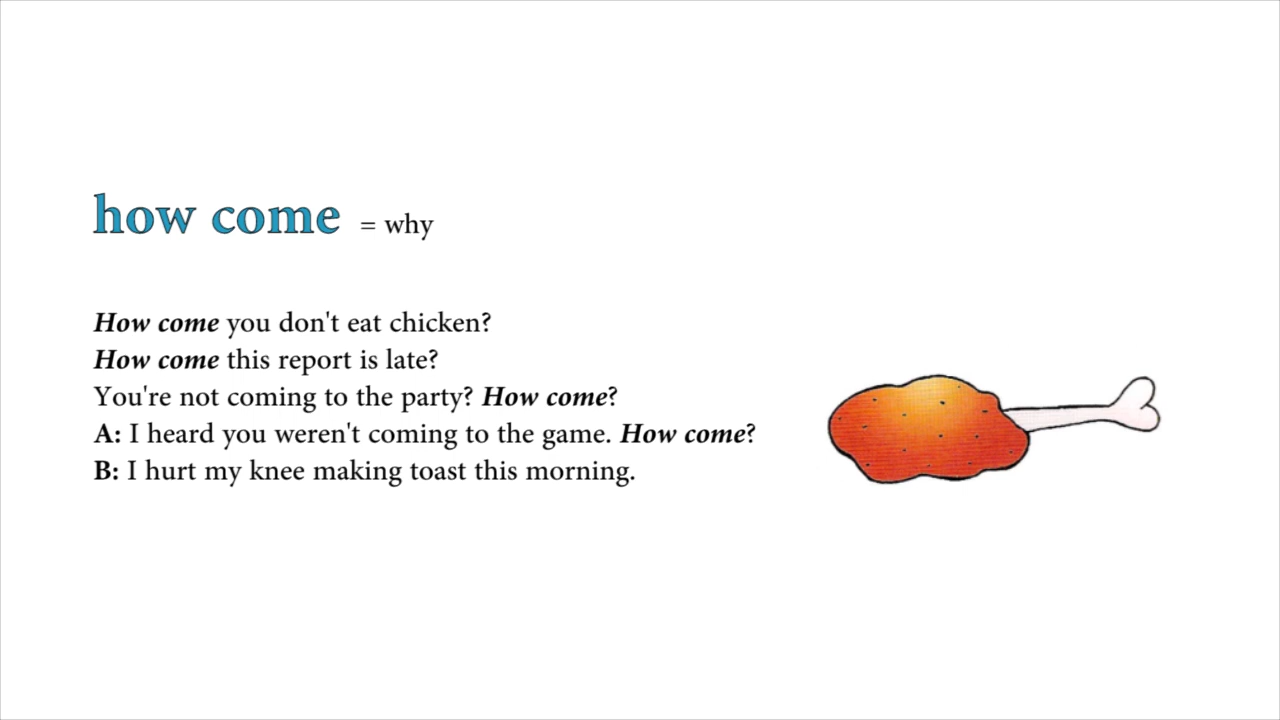 how come = why
How come you don't eat chicken?
How come this report is late?
You're not coming to the party? How come?
A: I heard you weren't coming to the game. How come?
B: I hurt my knee making toast this morning.